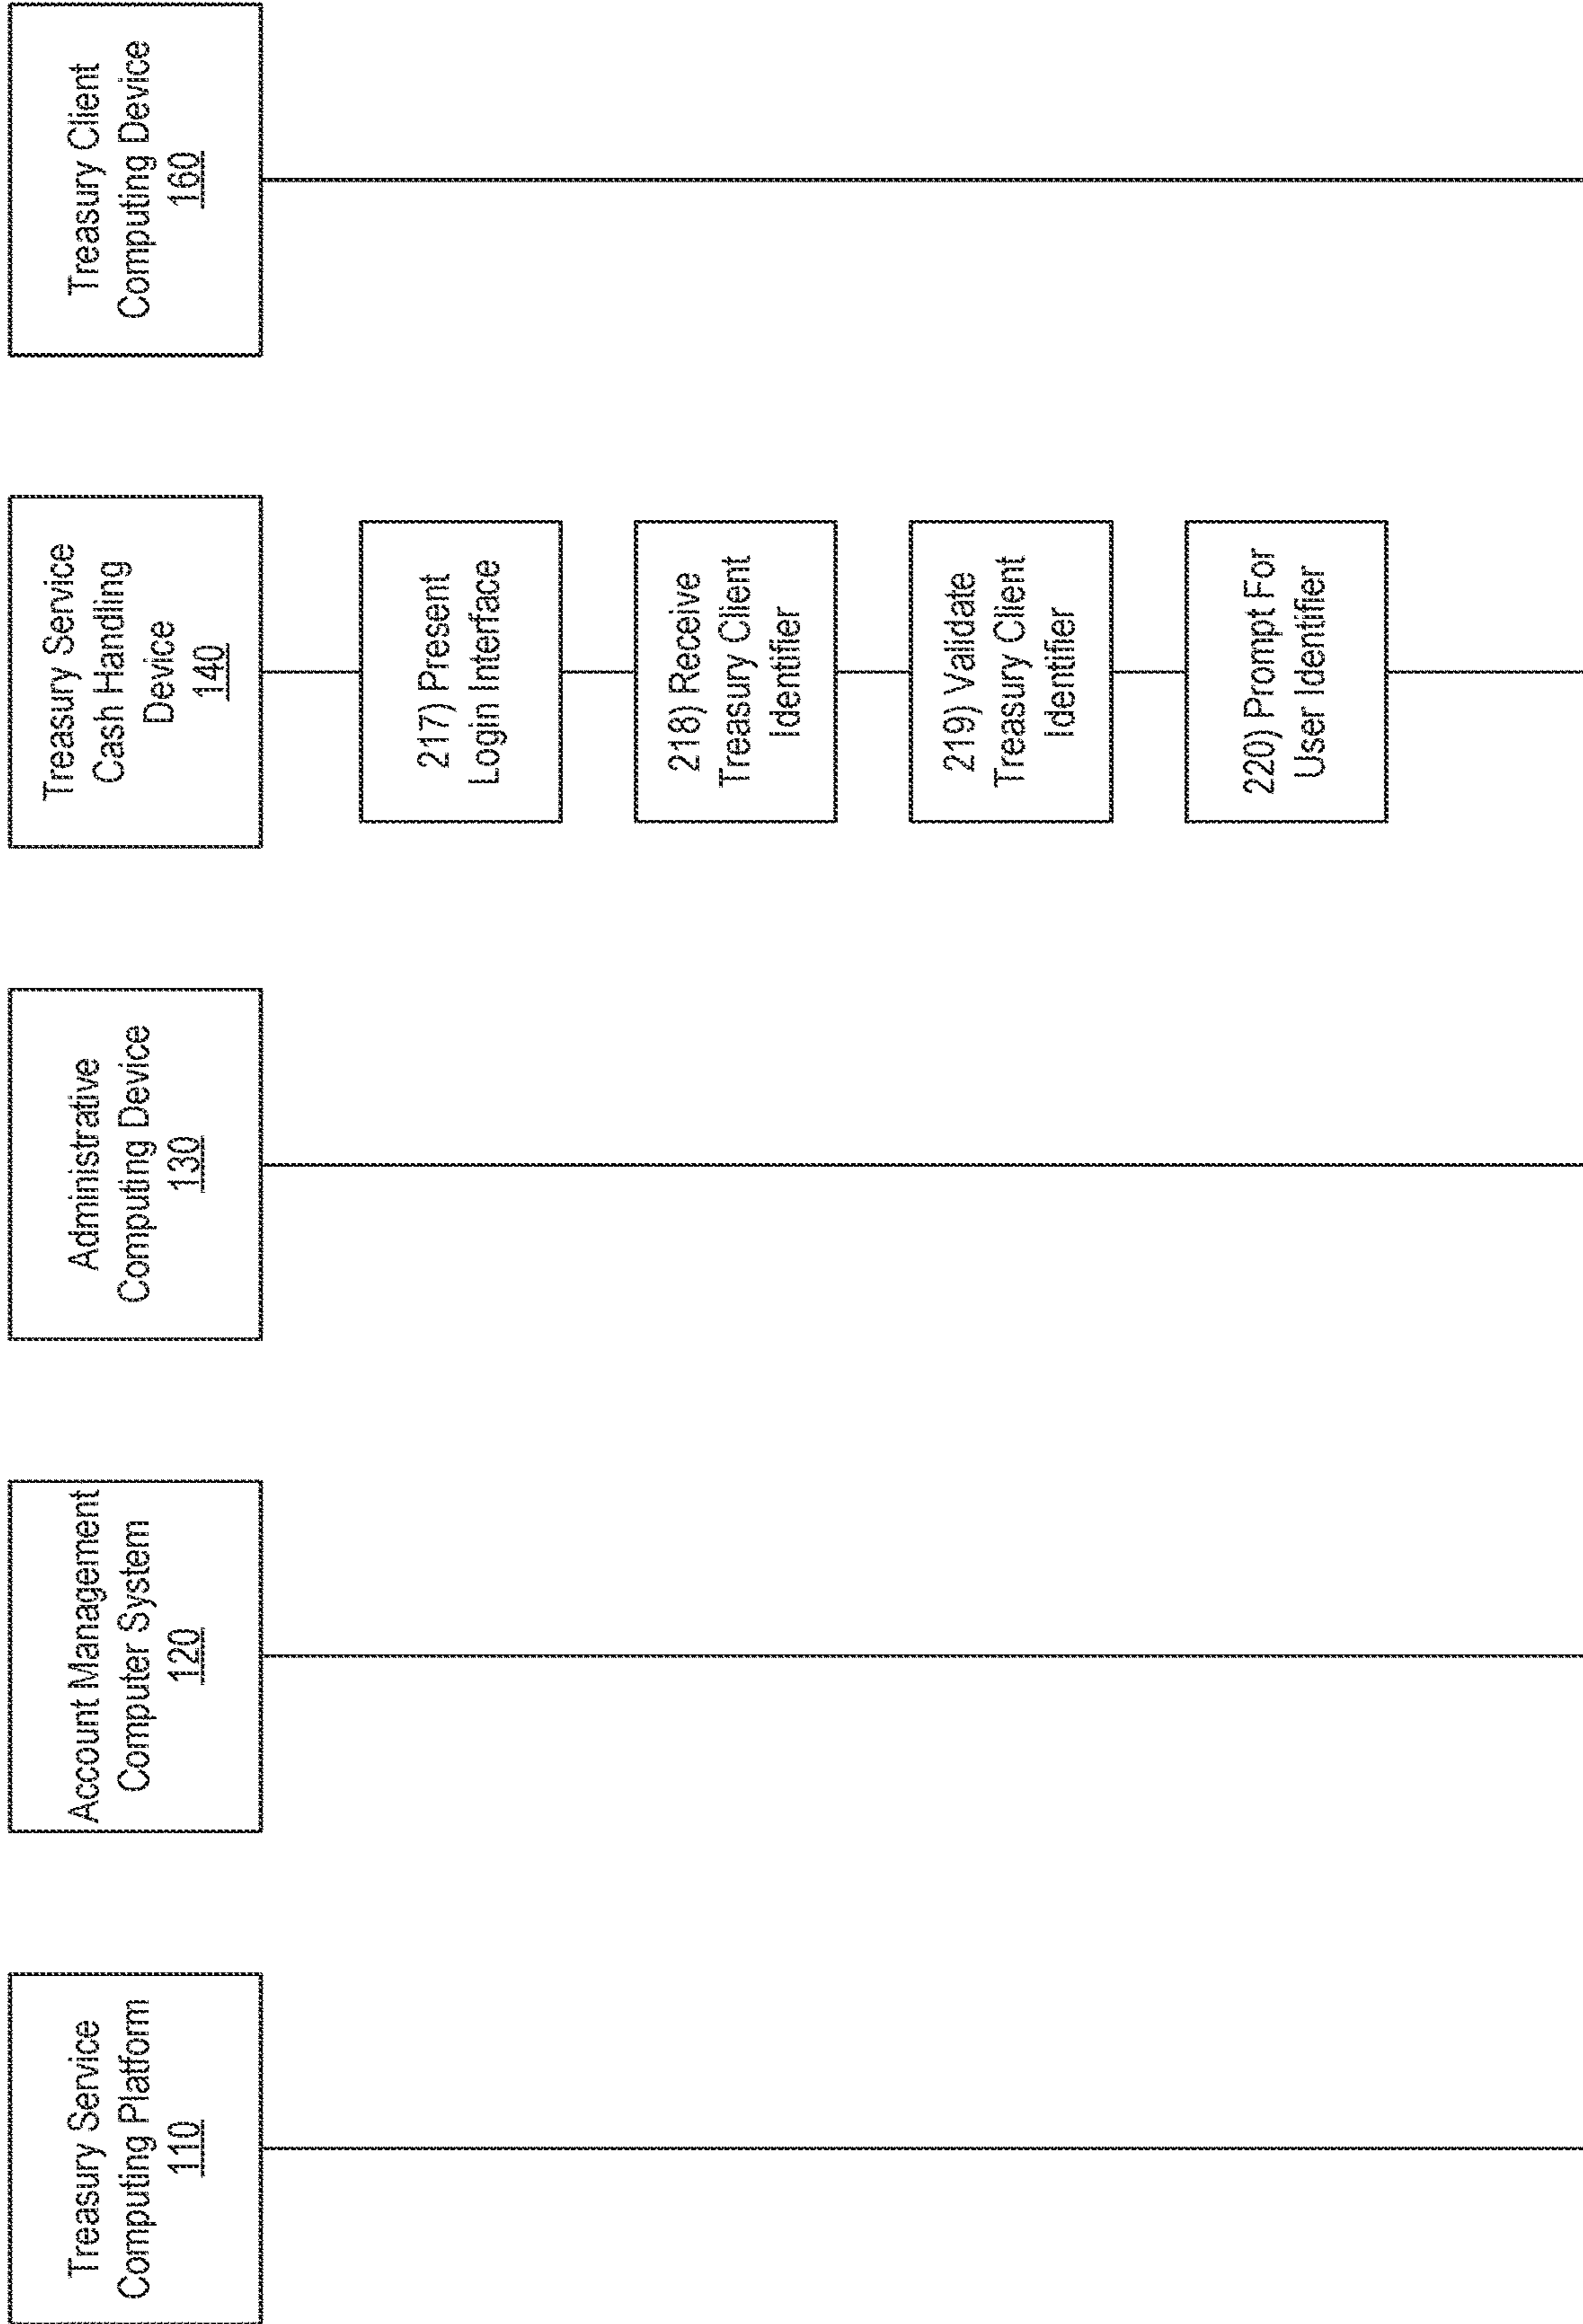 Treasury Service
Computing Platform
110
Account Management
Computer System
120
Administrative
Computing Device
130
Treasury Service
Cash Handling
Device
140
Treasury Client
Computing Device
160
217) Present
Login Interface
218) Receive
Treasury Client
Identifier
219) Validate
Treasury Client
Identifier
220) Prompt For
User Identifier